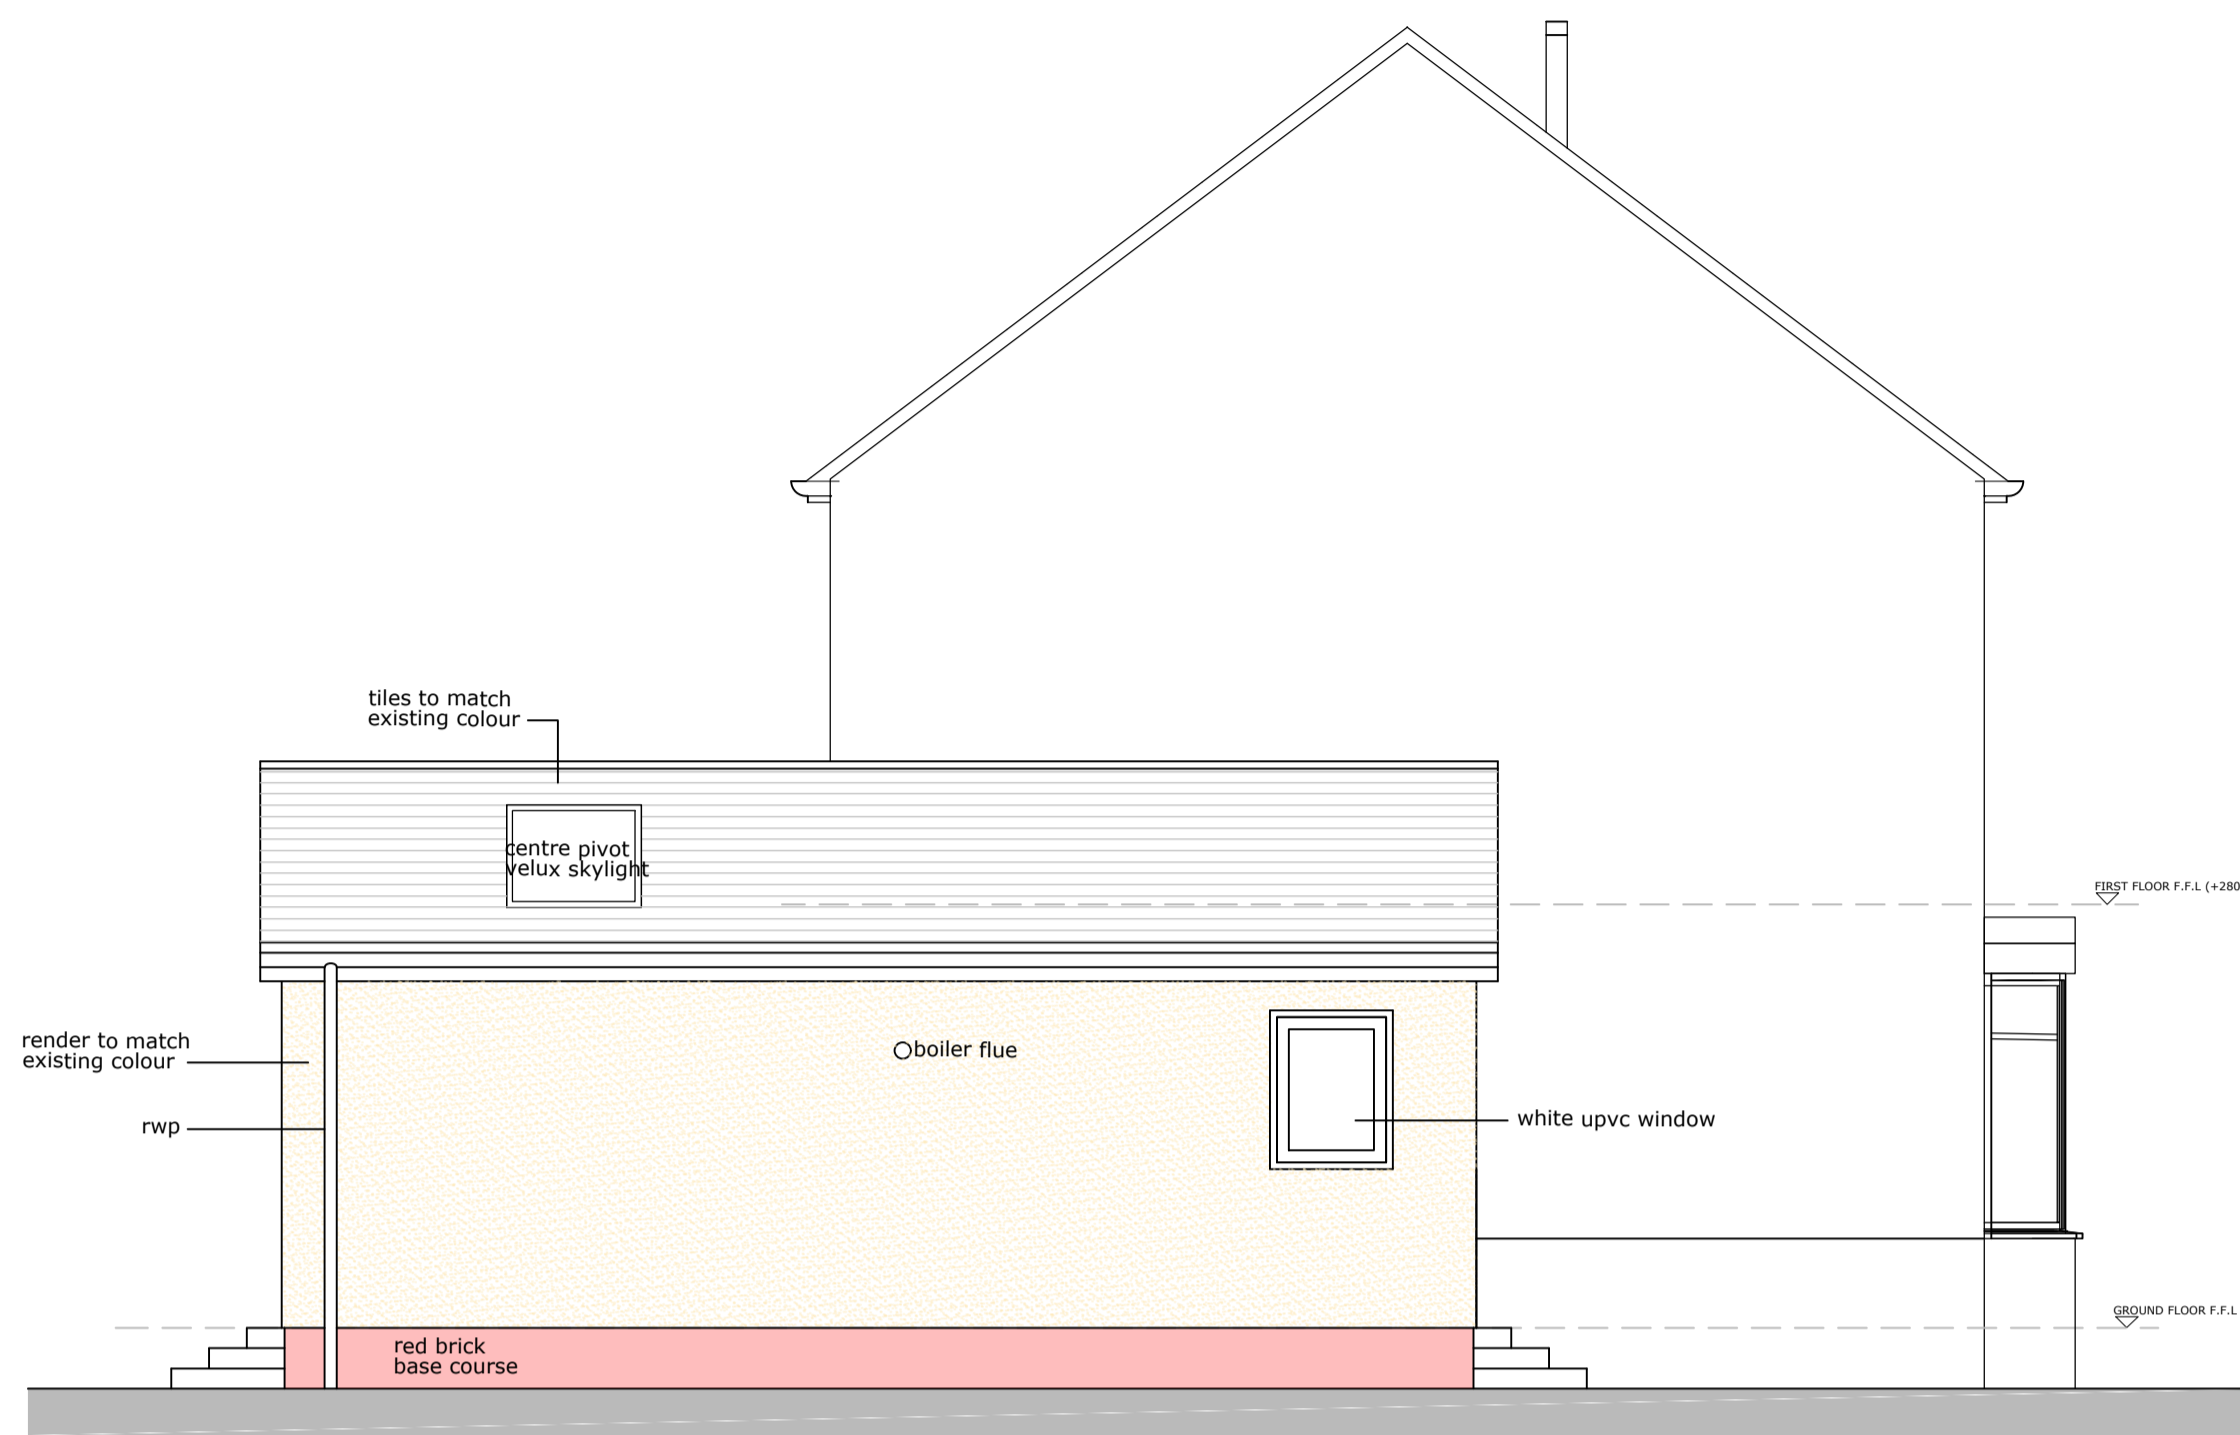 tiles to match
existing colour
centre pivot
velux skylight
FIRST FLOOR F.F.L (+280
render to match
existing colour
boiler flue
rwp
white upvc window
GROUND FLOOR F.F.L
red brick
base course